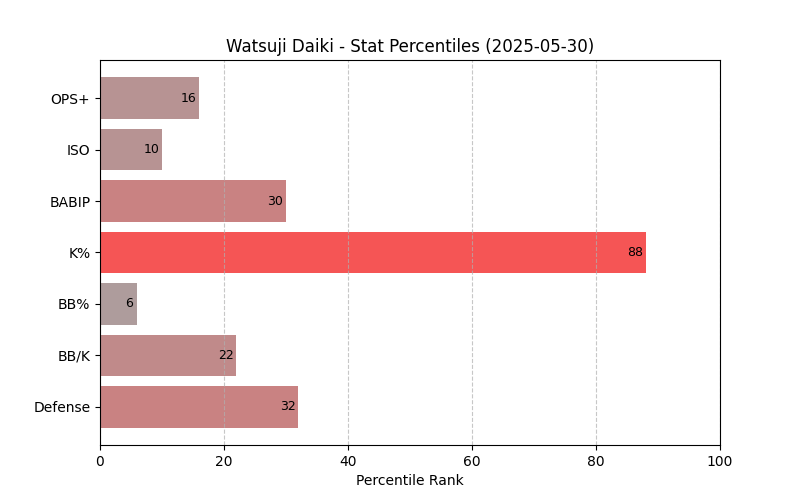 Watsuji Daiki - Stat Percentiles (2025-05-30)
OPS+ 16
ISO 10
BABIP 30
K% 88
BB% 6
BB/K 22
Defense 32
0 20 40 60 80 100
Percentile Rank